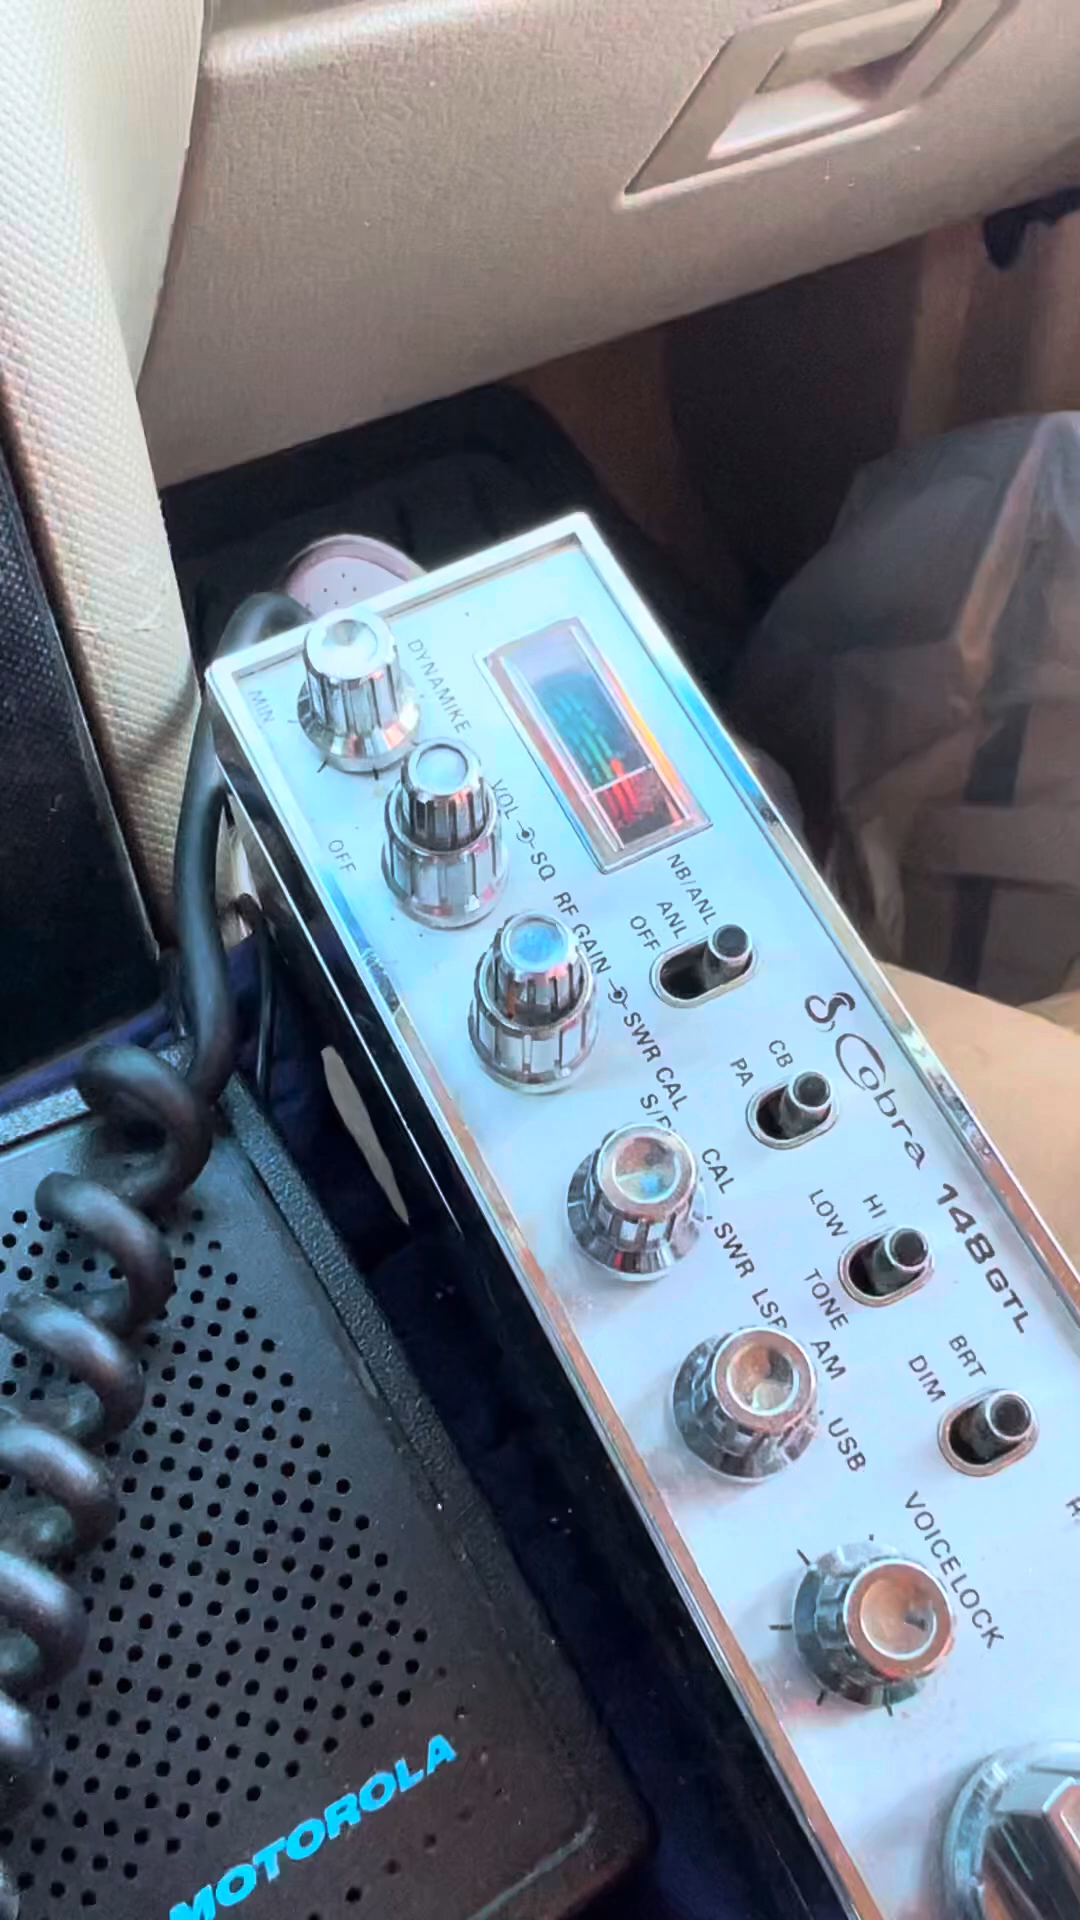 DYNAMIKE
MIN
VOL
SQ
OFF
RF GAIN
SWR CAL
NB/ANL
ANL
OFF
Cobra 148GTL
CB
PA
CAL
SWR
HI
LOW
TONE
AM
USB
BRT
DIM
VOICELOCK
MOTOROLA